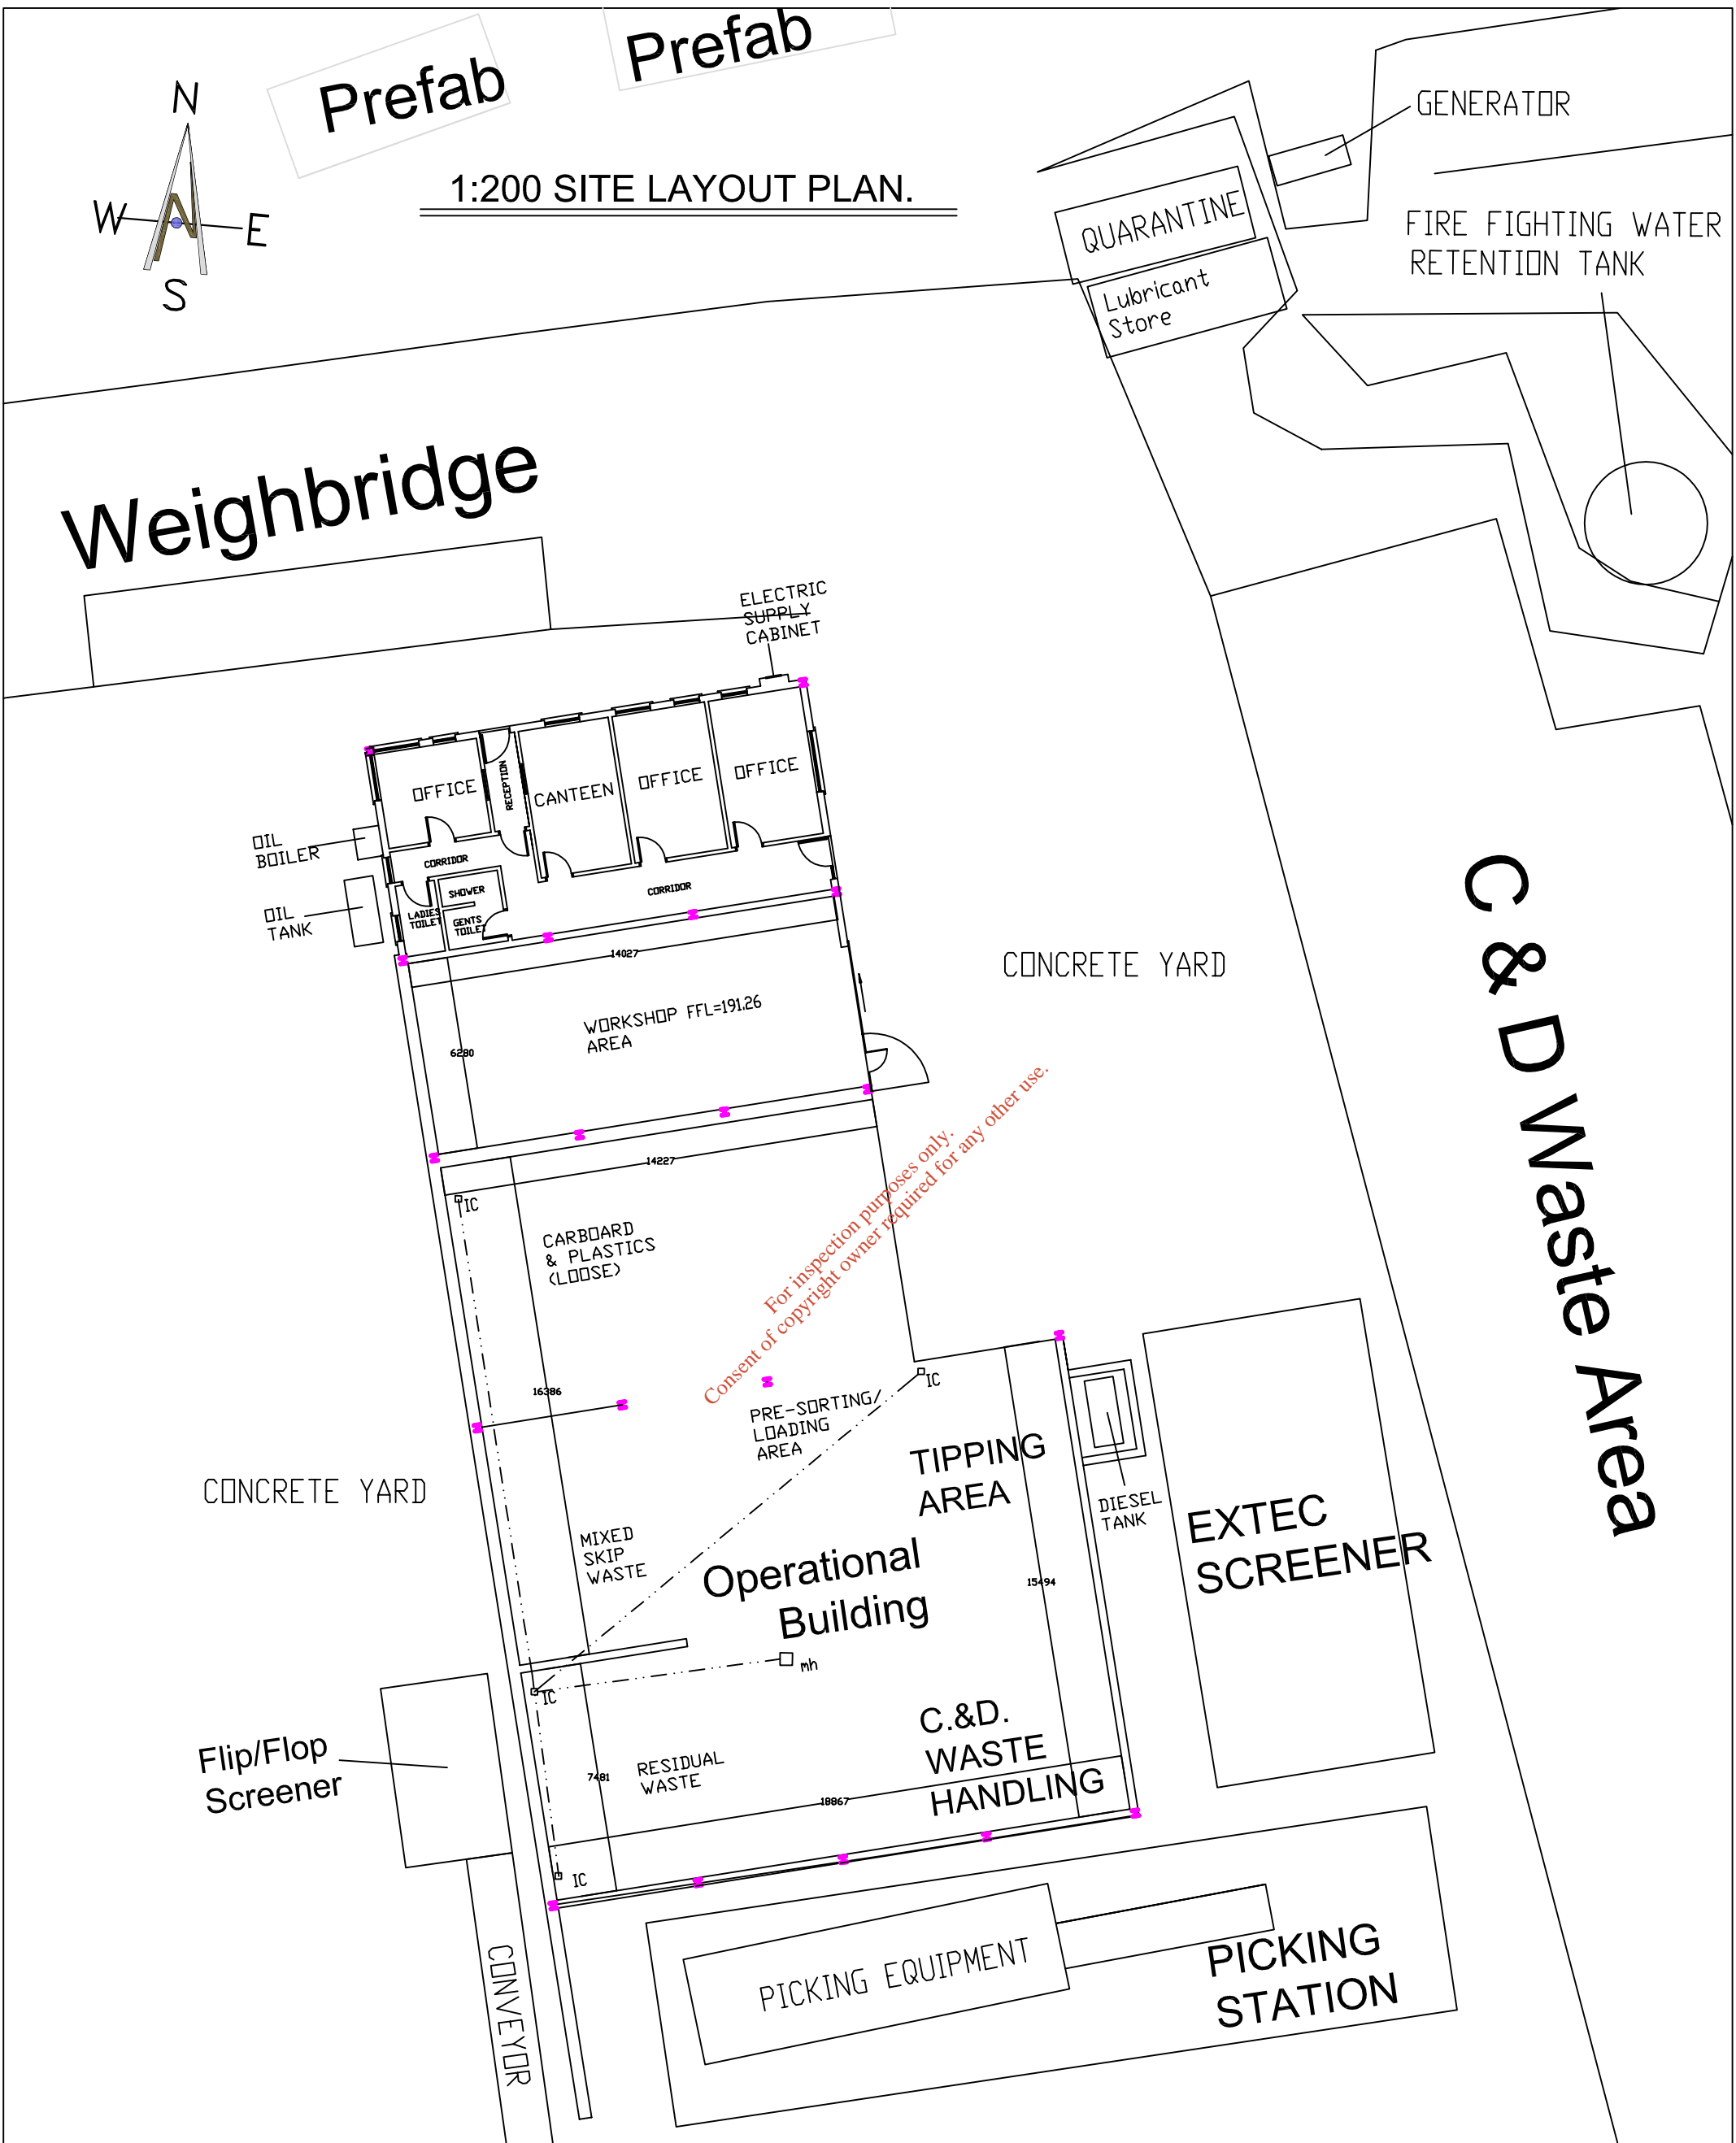 Prefab
Prefab
N
W
E
S
1:200 SITE LAYOUT PLAN.
GENERATOR
QUARANTINE
Lubricant
Store
FIRE FIGHTING WATER
RETENTION TANK
Weighbridge
ELECTRIC
SUPPLY
CABINET
OFFICE
RECEPTION
CANTEEN
OFFICE
OFFICE
OIL
BOILER
CORRIDOR
CORRIDOR
SHOWER
LADIES
TOILET
GENTS
TOILET
OIL
TANK
14027
WORKSHOP FFL=191.26
AREA
6280
CONCRETE YARD
C & D Waste Area
14227
IC
CARBOARD
& PLASTICS
(LOOSE)
For inspection purposes only.
Consent of copyright owner required for any other use.
16386
PRE-SORTING/
LOADING
AREA
IC
TIPPING
AREA
DIESEL
TANK
EXTEC
SCREENER
CONCRETE YARD
MIXED
SKIP
WASTE
Operational
Building
15494
mh
IC
Flip/Flop
Screener
7481
RESIDUAL
WASTE
C.&D.
WASTE
HANDLING
18867
IC
CONVEYOR
PICKING EQUIPMENT
PICKING
STATION